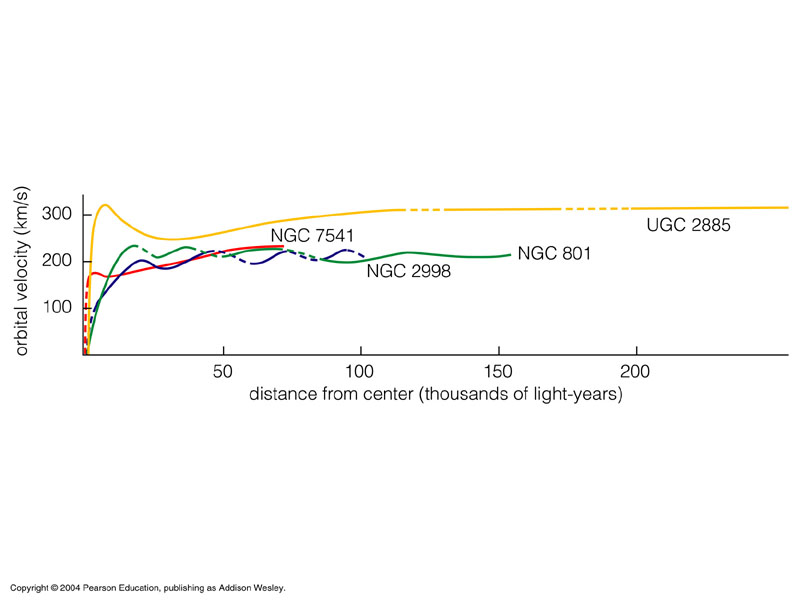 orbital velocity (km/s)
300
200
100
NGC 7541
UGC 2885
NGC 801
NGC 2998
50
100
150
200
distance from center (thousands of light-years)
Copyright © 2004 Pearson Education, publishing as Addison Wesley.